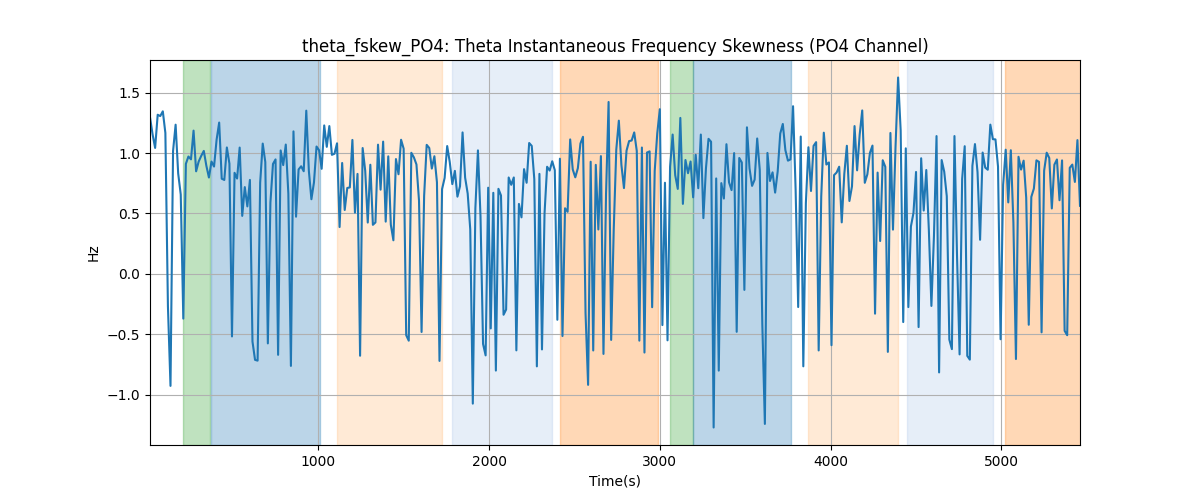 theta_fskew_PO4: Theta Instantaneous Frequency Skewness (PO4 Channel)
Hz
1.5
1.0
0.5
0.0
−0.5
−1.0
1000 2000 3000 4000 5000
Time(s)